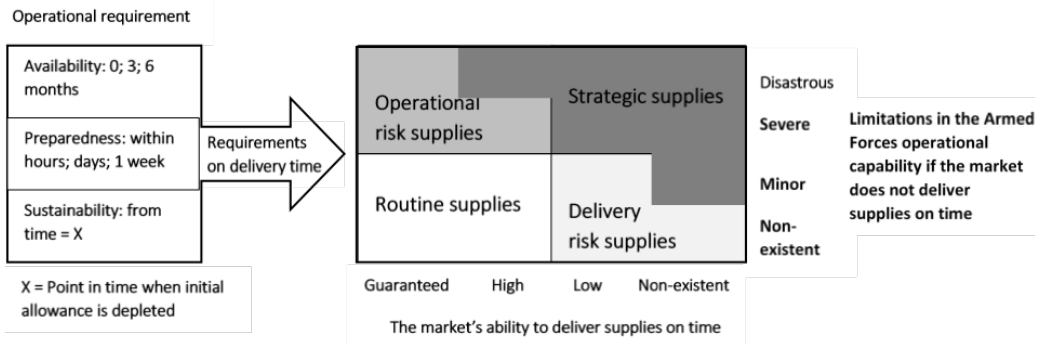 Operational requirement
Availability: 0; 3; 6
months
Preparedness: within
hours; days; 1 week
Sustainability: from
time = X
X = Point in time when initial
allowance is depleted
Requirements
on delivery time
Operational
risk supplies
Strategic supplies
Routine supplies
Delivery
risk supplies
Guaranteed
High
Low
Non-existent
The market's ability to deliver supplies on time
Disastrous
Severe
Minor
Non-
existent
Limitations in the Armed
Forces operational
capability if the market
does not deliver
supplies on time